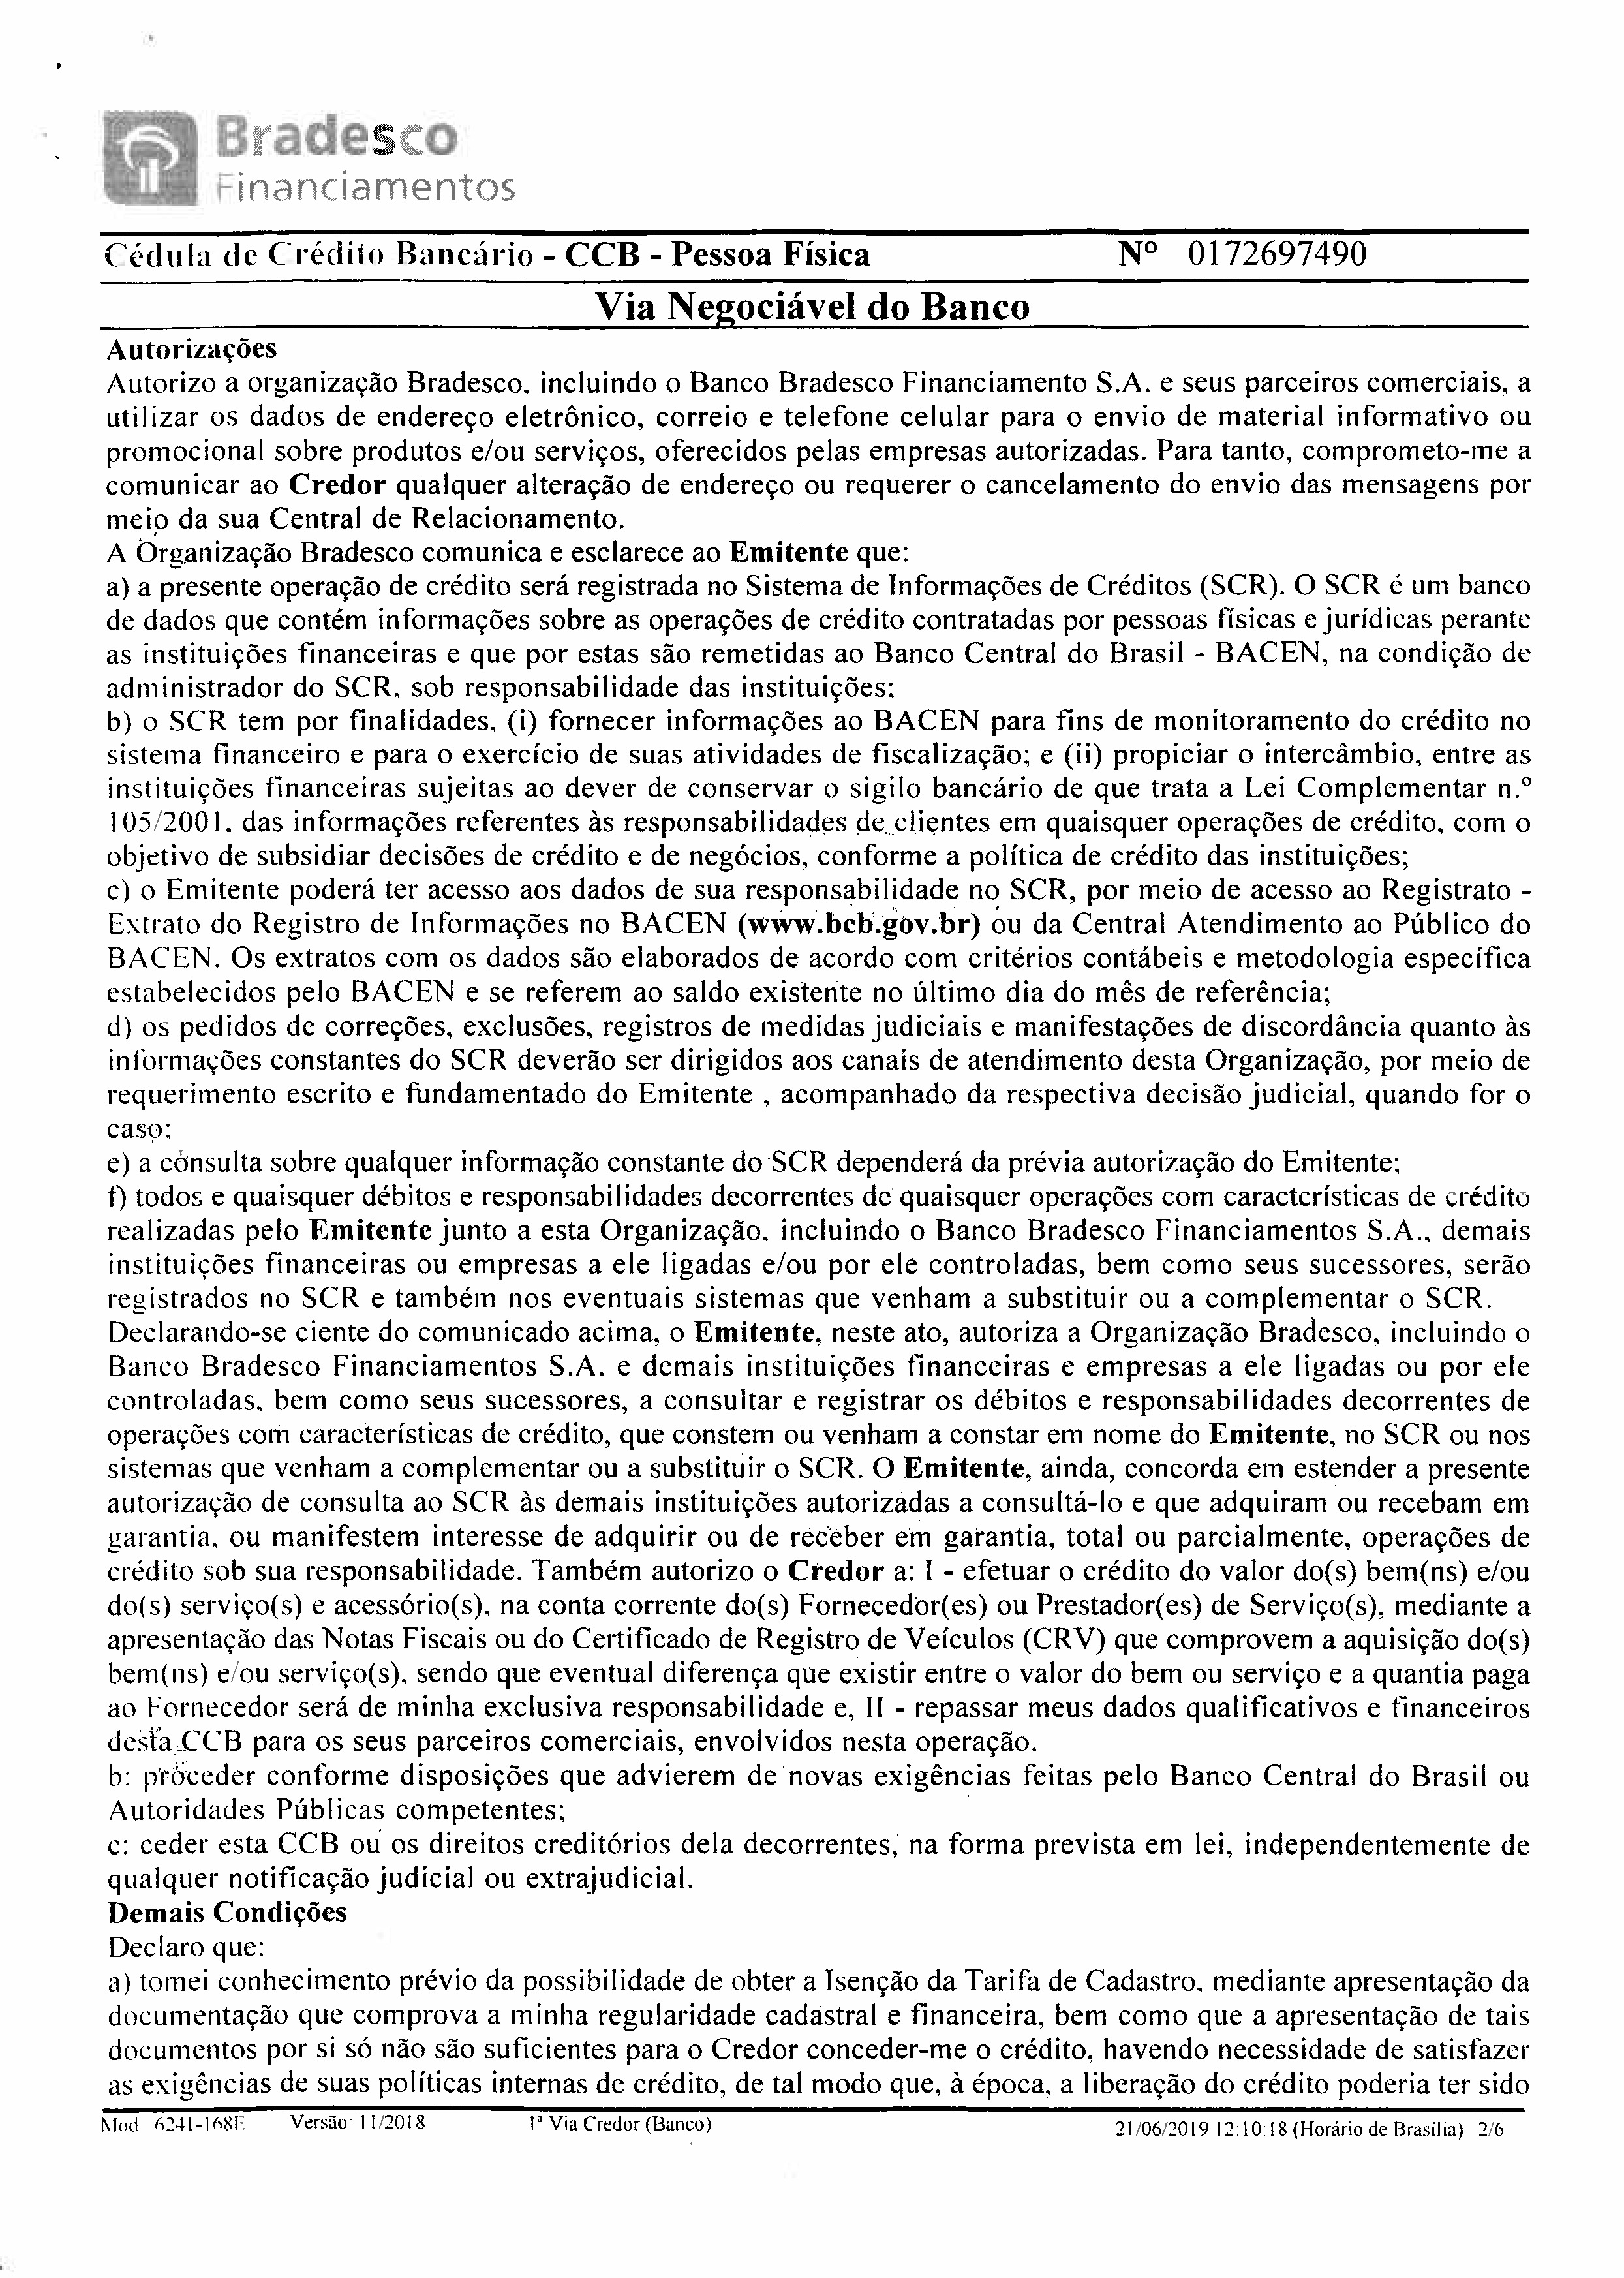 Bradesco
Financiamentos
Cédula de Crédito Bancário - CCB - Pessoa Física Nº 0172697490
Via Negociável do Banco
Autorizações
Autorizo a organização Bradesco, incluindo o Banco Bradesco Financiamento S.A. e seus parceiros comerciais, a
utilizar os dados de endereço eletrônico, correio e telefone celular para o envio de material informativo ou
promocional sobre produtos e/ou serviços, oferecidos pelas empresas autorizadas. Para tanto, comprometo-me a
comunicar ao Credor qualquer alteração de endereço ou requerer o cancelamento do envio das mensagens por
meio da sua Central de Relacionamento.
A Organização Bradesco comunica e esclarece ao Emitente que:
a) a presente operação de crédito será registrada no Sistema de Informações de Créditos (SCR). O SCR é um banco
de dados que contém informações sobre as operações de crédito contratadas por pessoas físicas e jurídicas perante
as instituições financeiras e que por estas são remetidas ao Banco Central do Brasil - BACEN, na condição de
administrador do SCR, sob responsabilidade das instituições;
b) o SCR tem por finalidades, (i) fornecer informações ao BACEN para fins de monitoramento do crédito no
sistema financeiro e para o exercício de suas atividades de fiscalização; e (ii) propiciar o intercâmbio, entre as
instituições financeiras sujeitas ao dever de conservar o sigilo bancário de que trata a Lei Complementar n.º
105/2001, das informações referentes às responsabilidades de clientes em quaisquer operações de crédito, com o
objetivo de subsidiar decisões de crédito e de negócios, conforme a política de crédito das instituições;
c) o Emitente poderá ter acesso aos dados de sua responsabilidade no SCR, por meio de acesso ao Registrato -
Extrato do Registro de Informações no BACEN (www.bcb.gov.br) ou da Central Atendimento ao Público do
BACEN. Os extratos com os dados são elaborados de acordo com critérios contábeis e metodologia específica
estabelecidos pelo BACEN e se referem ao saldo existente no último dia do mês de referência;
d) os pedidos de correções, exclusões, registros de medidas judiciais e manifestações de discordância quanto às
informações constantes do SCR deverão ser dirigidos aos canais de atendimento desta Organização, por meio de
requerimento escrito e fundamentado do Emitente , acompanhado da respectiva decisão judicial, quando for o
caso;
e) a consulta sobre qualquer informação constante do SCR dependerá da prévia autorização do Emitente;
f) todos e quaisquer débitos e responsabilidades decorrentes de quaisquer operações com características de crédito
realizadas pelo Emitente junto a esta Organização, incluindo o Banco Bradesco Financiamentos S.A., demais
instituições financeiras ou empresas a ele ligadas e/ou por ele controladas, bem como seus sucessores, serão
registrados no SCR e também nos eventuais sistemas que venham a substituir ou a complementar o SCR.
Declarando-se ciente do comunicado acima, o Emitente, neste ato, autoriza a Organização Bradesco, incluindo o
Banco Bradesco Financiamentos S.A. e demais instituições financeiras e empresas a ele ligadas ou por ele
controladas, bem como seus sucessores, a consultar e registrar os débitos e responsabilidades decorrentes de
operações com características de crédito, que constem ou venham a constar em nome do Emitente, no SCR ou nos
sistemas que venham a complementar ou a substituir o SCR. O Emitente, ainda, concorda em estender a presente
autorização de consulta ao SCR às demais instituições autorizadas a consultá-lo e que adquiram ou recebam em
garantia, ou manifestem interesse de adquirir ou de receber em garantia, total ou parcialmente, operações de
crédito sob sua responsabilidade. Também autorizo o Credor a: I - efetuar o crédito do valor do(s) bem(ns) e/ou
do(s) serviço(s) e acessório(s), na conta corrente do(s) Fornecedor(es) ou Prestador(es) de Serviço(s), mediante a
apresentação das Notas Fiscais ou do Certificado de Registro de Veículos (CRV) que comprovem a aquisição do(s)
bem(ns) e/ou serviço(s), sendo que eventual diferença que existir entre o valor do bem ou serviço e a quantia paga
ao Fornecedor será de minha exclusiva responsabilidade e, II - repassar meus dados qualificativos e financeiros
desta CCB para os seus parceiros comerciais, envolvidos nesta operação.
b: proceder conforme disposições que advierem de novas exigências feitas pelo Banco Central do Brasil ou
Autoridades Públicas competentes;
c: ceder esta CCB ou os direitos creditórios dela decorrentes, na forma prevista em lei, independentemente de
qualquer notificação judicial ou extrajudicial.
Demais Condições
Declaro que:
a) tomei conhecimento prévio da possibilidade de obter a Isenção da Tarifa de Cadastro, mediante apresentação da
documentação que comprova a minha regularidade cadastral e financeira, bem como que a apresentação de tais
documentos por si só não são suficientes para o Credor conceder-me o crédito, havendo necessidade de satisfazer
as exigências de suas políticas internas de crédito, de tal modo que, à época, a liberação do crédito poderia ter sido
Mod 6241-168E Versão 11/2018 1ª Via Credor (Banco) 21/06/2019 12:10:18 (Horário de Brasília) 2/6